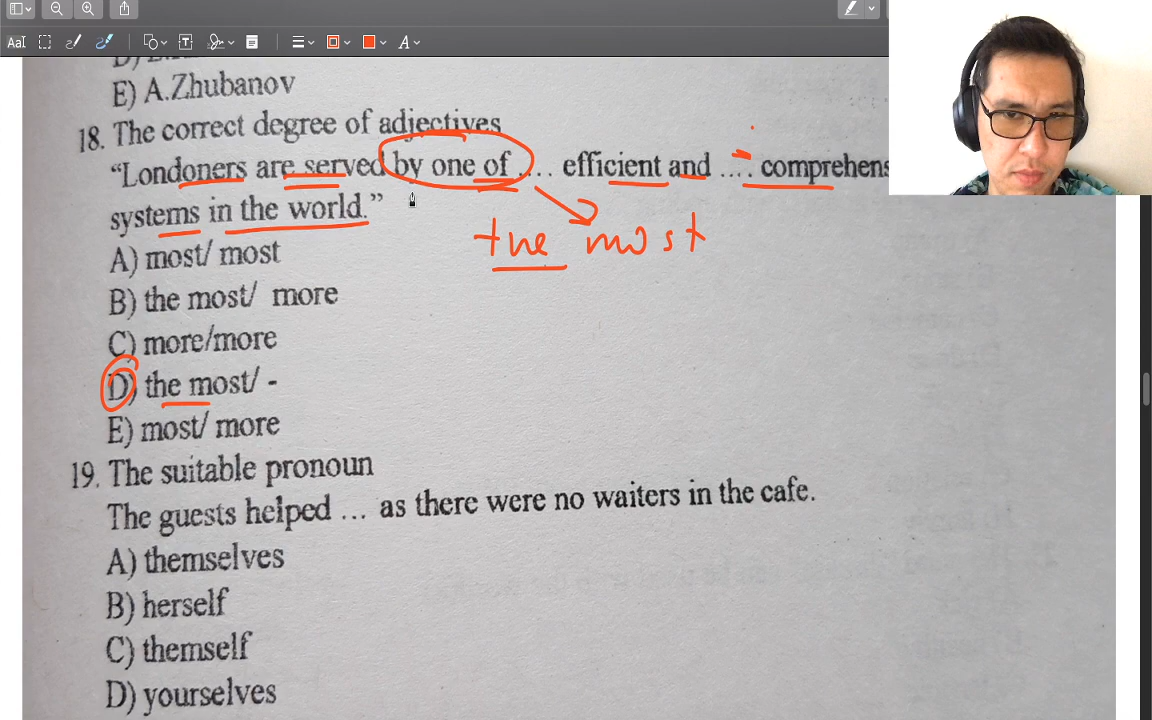 E) A.Zhubanov
18. The correct degree of adjectives
“Londoners are served by one of .... efficient and .... comprehens
systems in the world.”
the most
A) most/ most
B) the most/ more
C) more/more
D) the most/ -
E) most/ more
19. The suitable pronoun
The guests helped ... as there were no waiters in the cafe.
A) themselves
B) herself
C) themself
D) yourselves